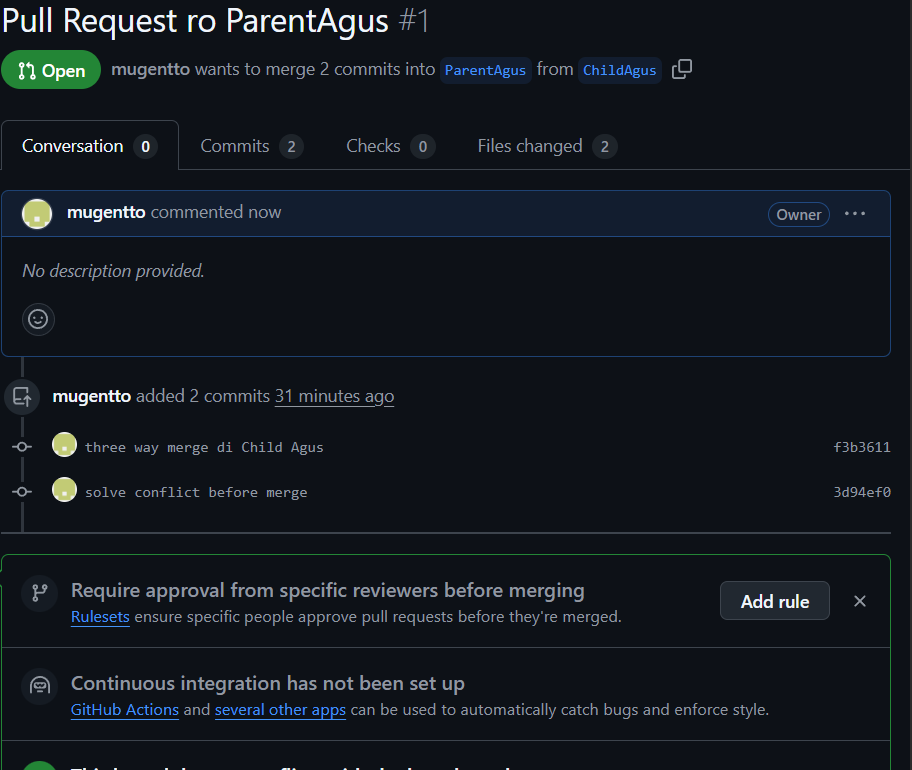 Pull Request ro ParentAgus #1
Open mugentto wants to merge 2 commits into ParentAgus from ChildAgus
Conversation 0 Commits 2 Checks 0 Files changed 2
mugentto commented now Owner
No description provided.
mugentto added 2 commits 31 minutes ago
three way merge di Child Agus f3b3611
solve conflict before merge 3d94ef0
Require approval from specific reviewers before merging
Rulesets ensure specific people approve pull requests before they're merged.
Add rule
Continuous integration has not been set up
GitHub Actions and several other apps can be used to automatically catch bugs and enforce style.